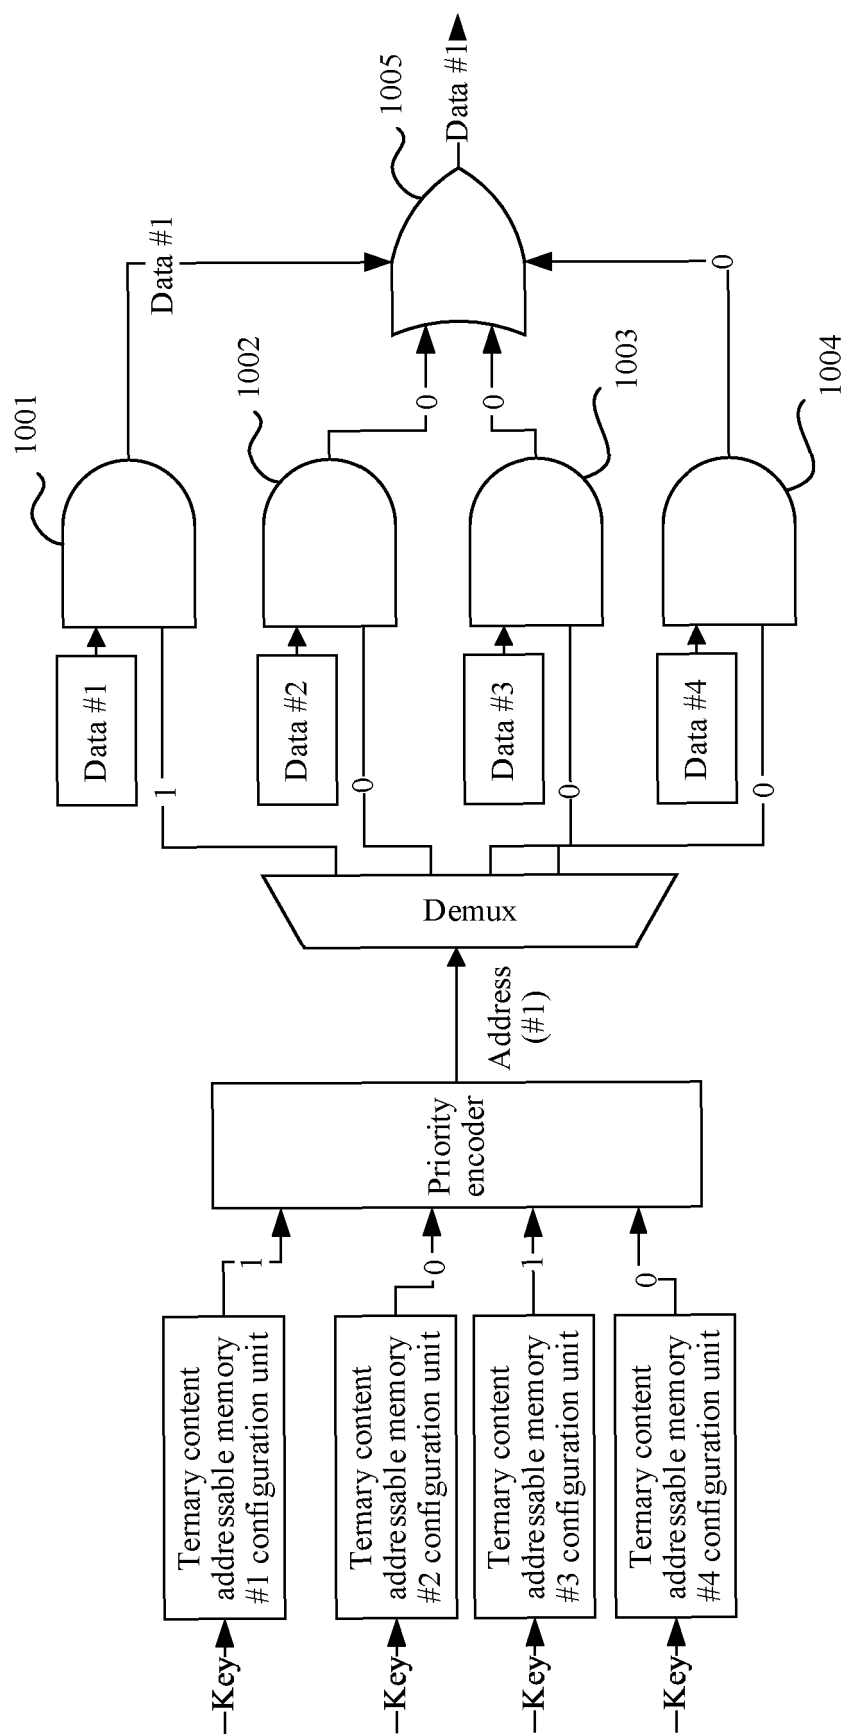 Key
Key
Key
Key
Ternary content
addressable memory
#1 configuration unit
Ternary content
addressable memory
#2 configuration unit
Ternary content
addressable memory
#3 configuration unit
Ternary content
addressable memory
#4 configuration unit
1
0
1
0
Priority
encoder
Address
(#1)
Demux
1
0
0
0
Data #1
Data #2
Data #3
Data #4
1001
1002
1003
1004
Data #1
0
0
0
1005
Data #1